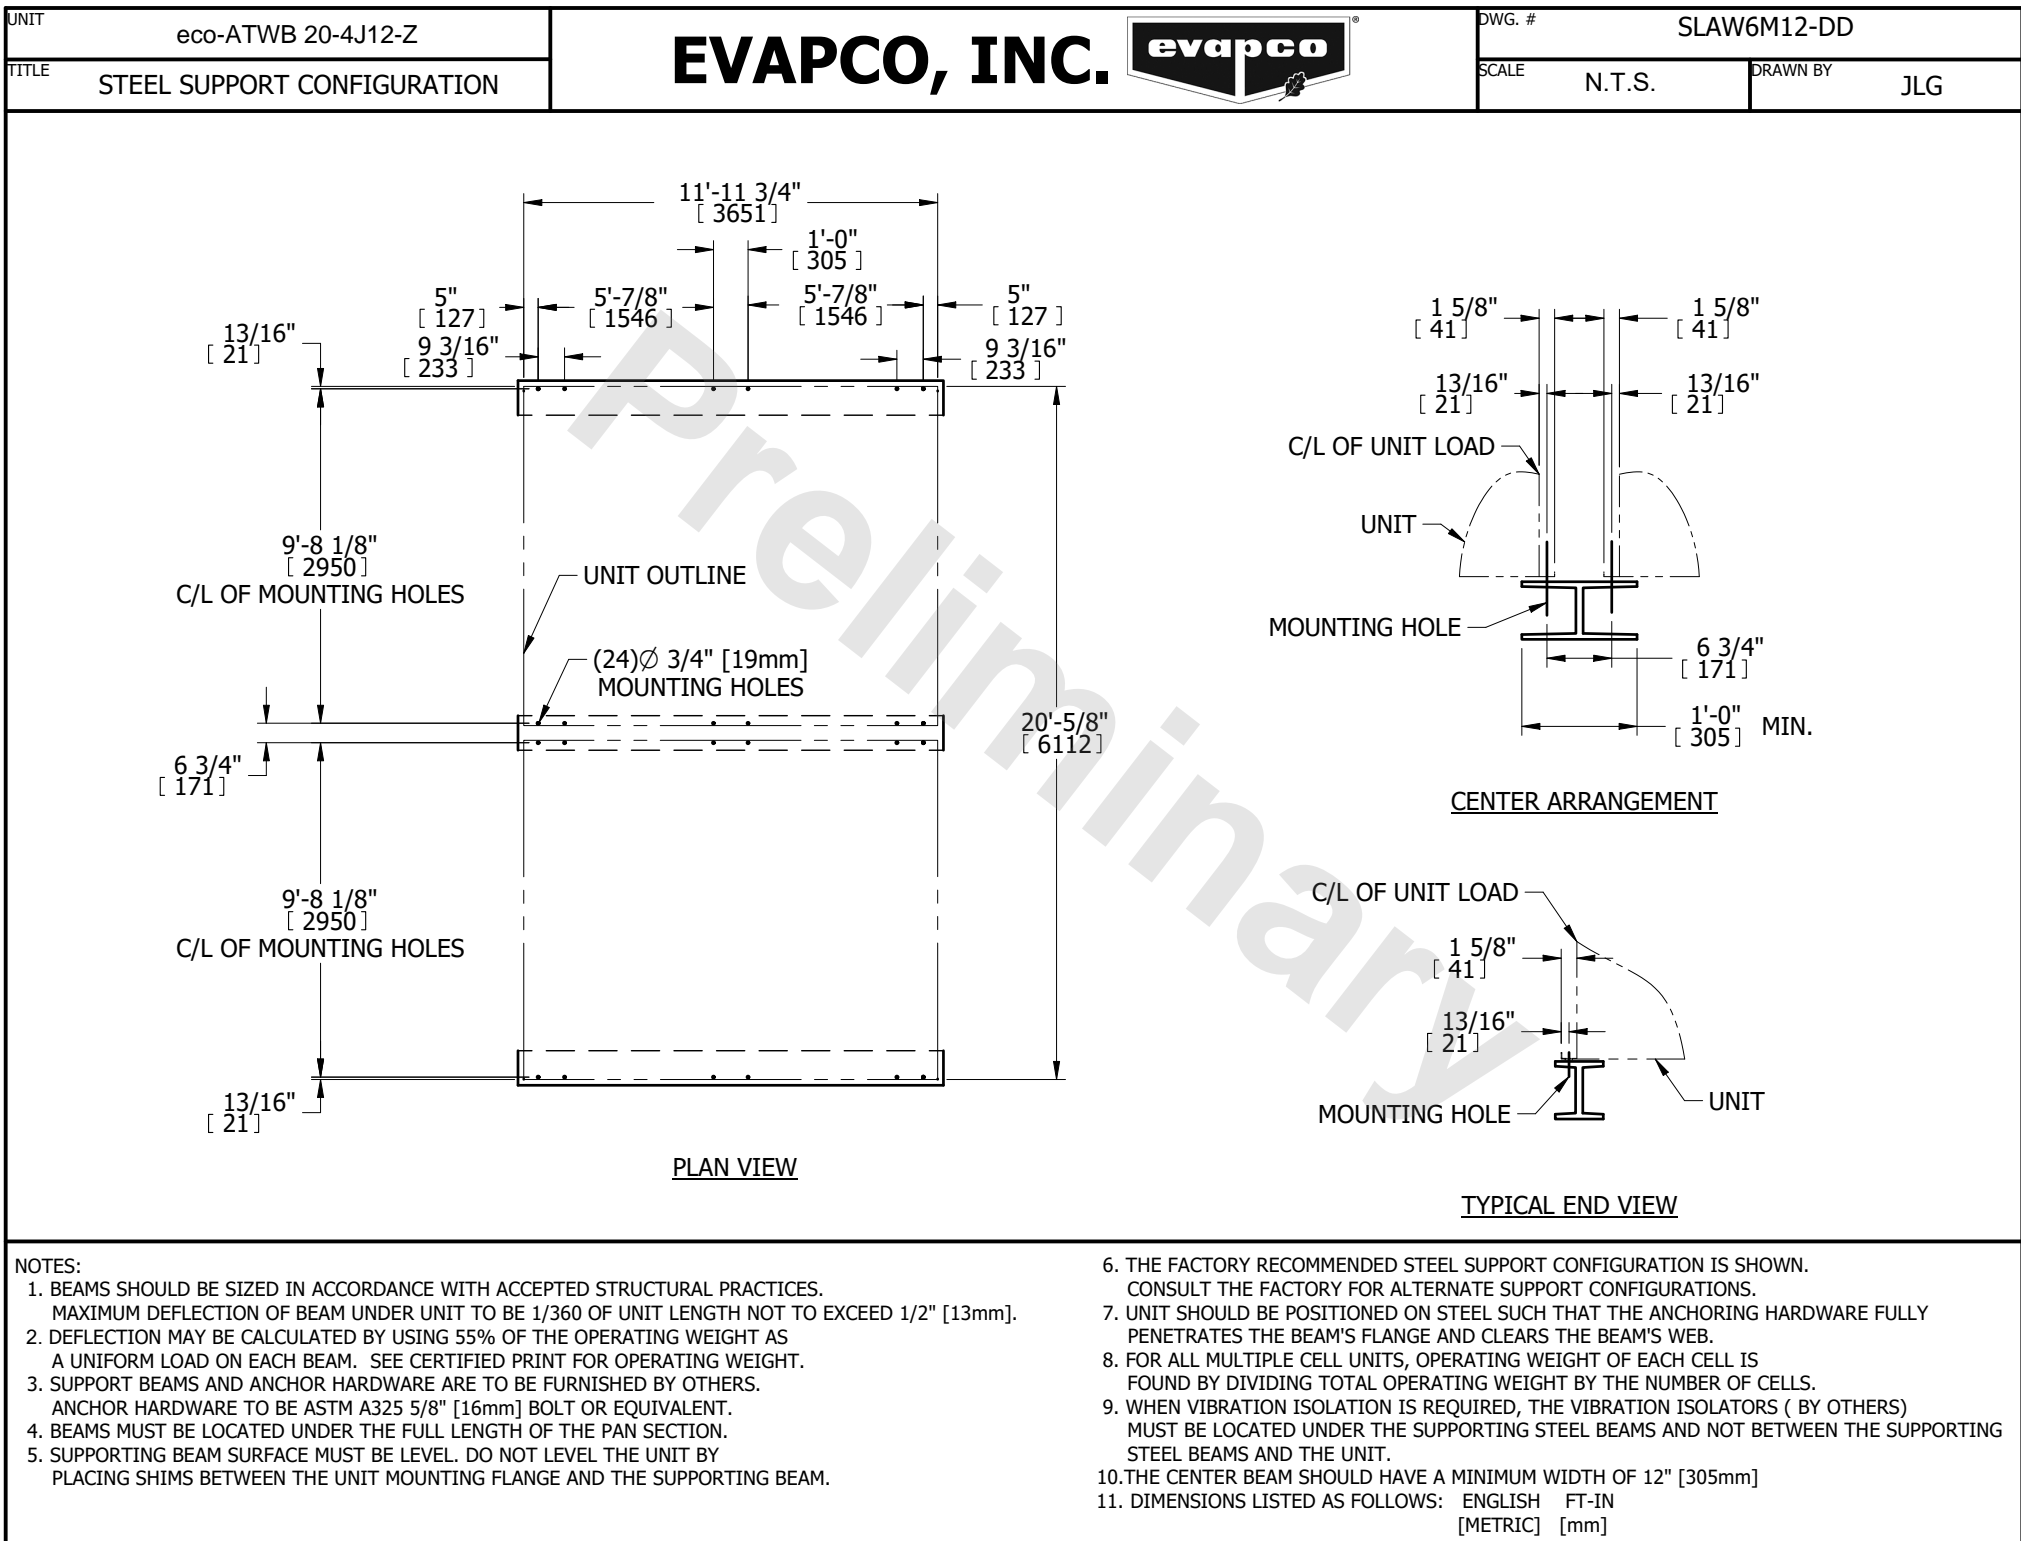 UNIT
eco-ATWB 20-4J12-Z
TITLE
STEEL SUPPORT CONFIGURATION
EVAPCO, INC.
evapco
®
DWG. #
SLAW6M12-DD
SCALE
N.T.S.
DRAWN BY
JLG
11'-11 3/4"
[ 3651]
1'-0"
[ 305 ]
5"
[ 127]
5'-7/8"
[ 1546 ]
5'-7/8"
[ 1546 ]
5"
[ 127 ]
13/16"
[ 21]
9 3/16"
[ 233 ]
9 3/16"
[ 233 ]
9'-8 1/8"
[ 2950]
C/L OF MOUNTING HOLES
UNIT OUTLINE
(24)∅ 3/4" [19mm]
MOUNTING HOLES
6 3/4"
[ 171]
20'-5/8"
[ 6112]
9'-8 1/8"
[ 2950]
C/L OF MOUNTING HOLES
13/16"
[ 21]
PLAN VIEW
Preliminary
1 5/8"
[ 41]
1 5/8"
[ 41]
13/16"
[ 21]
13/16"
[ 21]
C/L OF UNIT LOAD
UNIT
MOUNTING HOLE
6 3/4"
[ 171]
1'-0"
[ 305] MIN.
CENTER ARRANGEMENT
C/L OF UNIT LOAD
1 5/8"
[ 41]
13/16"
[ 21]
MOUNTING HOLE
UNIT
TYPICAL END VIEW
NOTES:
1. BEAMS SHOULD BE SIZED IN ACCORDANCE WITH ACCEPTED STRUCTURAL PRACTICES.
MAXIMUM DEFLECTION OF BEAM UNDER UNIT TO BE 1/360 OF UNIT LENGTH NOT TO EXCEED 1/2" [13mm].
2. DEFLECTION MAY BE CALCULATED BY USING 55% OF THE OPERATING WEIGHT AS
A UNIFORM LOAD ON EACH BEAM. SEE CERTIFIED PRINT FOR OPERATING WEIGHT.
3. SUPPORT BEAMS AND ANCHOR HARDWARE ARE TO BE FURNISHED BY OTHERS.
ANCHOR HARDWARE TO BE ASTM A325 5/8" [16mm] BOLT OR EQUIVALENT.
4. BEAMS MUST BE LOCATED UNDER THE FULL LENGTH OF THE PAN SECTION.
5. SUPPORTING BEAM SURFACE MUST BE LEVEL. DO NOT LEVEL THE UNIT BY
PLACING SHIMS BETWEEN THE UNIT MOUNTING FLANGE AND THE SUPPORTING BEAM.
6. THE FACTORY RECOMMENDED STEEL SUPPORT CONFIGURATION IS SHOWN.
CONSULT THE FACTORY FOR ALTERNATE SUPPORT CONFIGURATIONS.
7. UNIT SHOULD BE POSITIONED ON STEEL SUCH THAT THE ANCHORING HARDWARE FULLY
PENETRATES THE BEAM'S FLANGE AND CLEARS THE BEAM'S WEB.
8. FOR ALL MULTIPLE CELL UNITS, OPERATING WEIGHT OF EACH CELL IS
FOUND BY DIVIDING TOTAL OPERATING WEIGHT BY THE NUMBER OF CELLS.
9. WHEN VIBRATION ISOLATION IS REQUIRED, THE VIBRATION ISOLATORS ( BY OTHERS)
MUST BE LOCATED UNDER THE SUPPORTING STEEL BEAMS AND NOT BETWEEN THE SUPPORTING
STEEL BEAMS AND THE UNIT.
10.THE CENTER BEAM SHOULD HAVE A MINIMUM WIDTH OF 12" [305mm]
11. DIMENSIONS LISTED AS FOLLOWS: ENGLISH FT-IN
[METRIC] [mm]